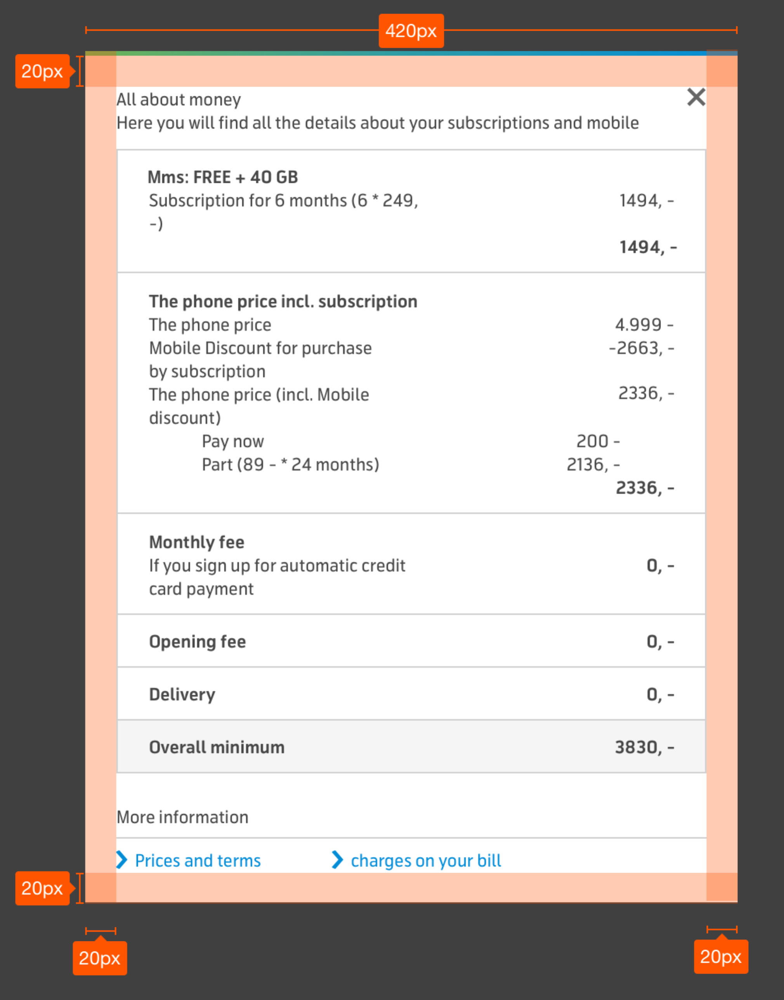 420px
20px
All about money
Here you will find all the details about your subscriptions and mobile
Mms: FREE + 40 GB
Subscription for 6 months (6 * 249, 1494, -
-)
1494, -
The phone price incl. subscription
The phone price 4.999 -
Mobile Discount for purchase -2663, -
by subscription
The phone price (incl. Mobile 2336, -
discount)
Pay now 200 -
Part (89 - * 24 months) 2136, -
2336, -
Monthly fee
If you sign up for automatic credit 0, -
card payment
Opening fee 0, -
Delivery 0, -
Overall minimum 3830, -
More information
Prices and terms charges on your bill
20px
20px 20px